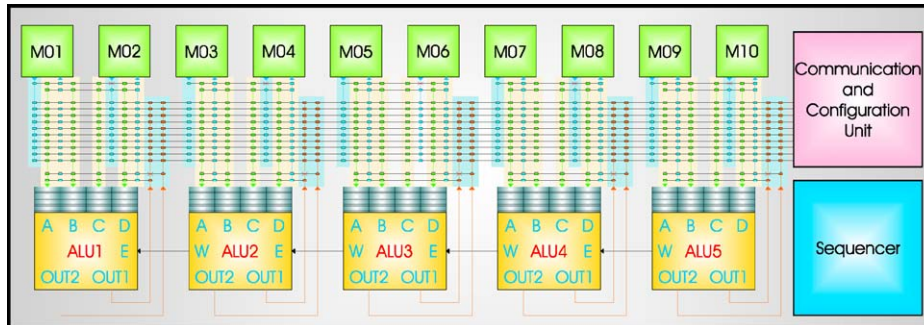 M01 M02 M03 M04 M05 M06 M07 M08 M09 M10
Communication
and
Configuration
Unit
A B C D A B C D A B C D A B C D A B C D
ALU1 E W ALU2 E W ALU3 E W ALU4 E W ALU5
OUT2 OUT1 OUT2 OUT1 OUT2 OUT1 OUT2 OUT1 OUT2 OUT1
Sequencer